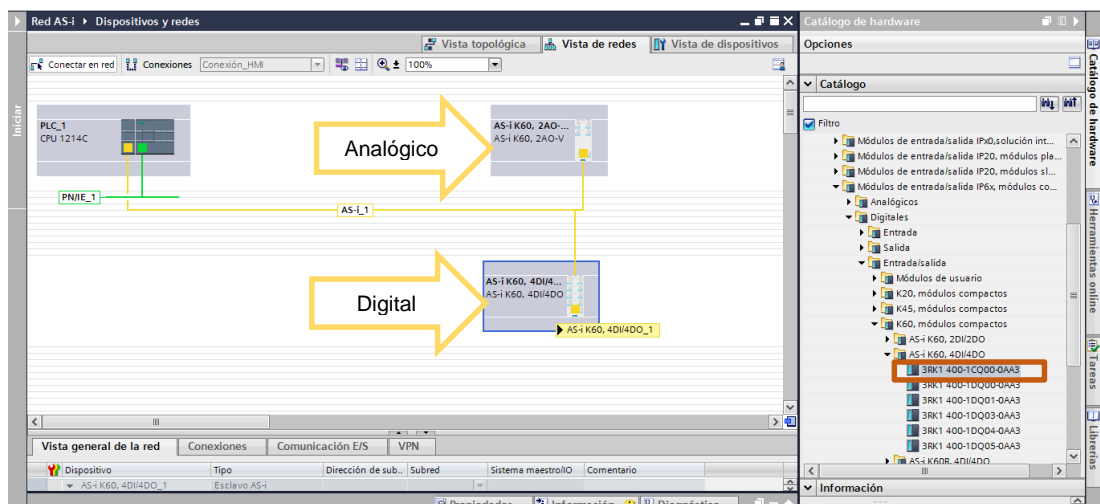 Red AS-i ▸ Dispositivos y redes
Vista topológica
Vista de redes
Vista de dispositivos
Conectar en red
Conexiones
Conexión_HMI
100%
Iniciar
PLC_1
CPU 1214C
PN/IE_1
AS-i_1
Analógico
AS-i K60, 2AO-...
AS-i K60, 2AO-V
Digital
AS-i K60, 4DI/4...
AS-i K60, 4DI/4DO
AS-i K60, 4DI/4DO_1
Vista general de la red
Conexiones
Comunicación E/S
VPN
Dispositivo
Tipo
Dirección de sub..
Subred
Sistema maestro/IO
Comentario
AS-i K60, 4DI/4DO_1
Esclavo AS-i
Propiedades
Información
Diagnóstico
Catálogo de hardware
Opciones
Catálogo
Filtro
Módulos de entrada/salida IPx0,solución int...
Módulos de entrada/salida IP20, módulos pla...
Módulos de entrada/salida IP20, módulos sl...
Módulos de entrada/salida IP6x, módulos co...
Analógicos
Digitales
Entrada
Salida
Entrada/salida
Módulos de usuario
K20, módulos compactos
K45, módulos compactos
K60, módulos compactos
AS-i K60, 2DI/2DO
AS-i K60, 4DI/4DO
3RK1 400-1CQ00-0AA3
3RK1 400-1DQ00-0AA3
3RK1 400-1DQ01-0AA3
3RK1 400-1DQ03-0AA3
3RK1 400-1DQ04-0AA3
3RK1 400-1DQ05-0AA3
AS-i K60R, 4DI/4DO
Información
Catálogo de hardware
Herramientas online
Tareas
Librerías